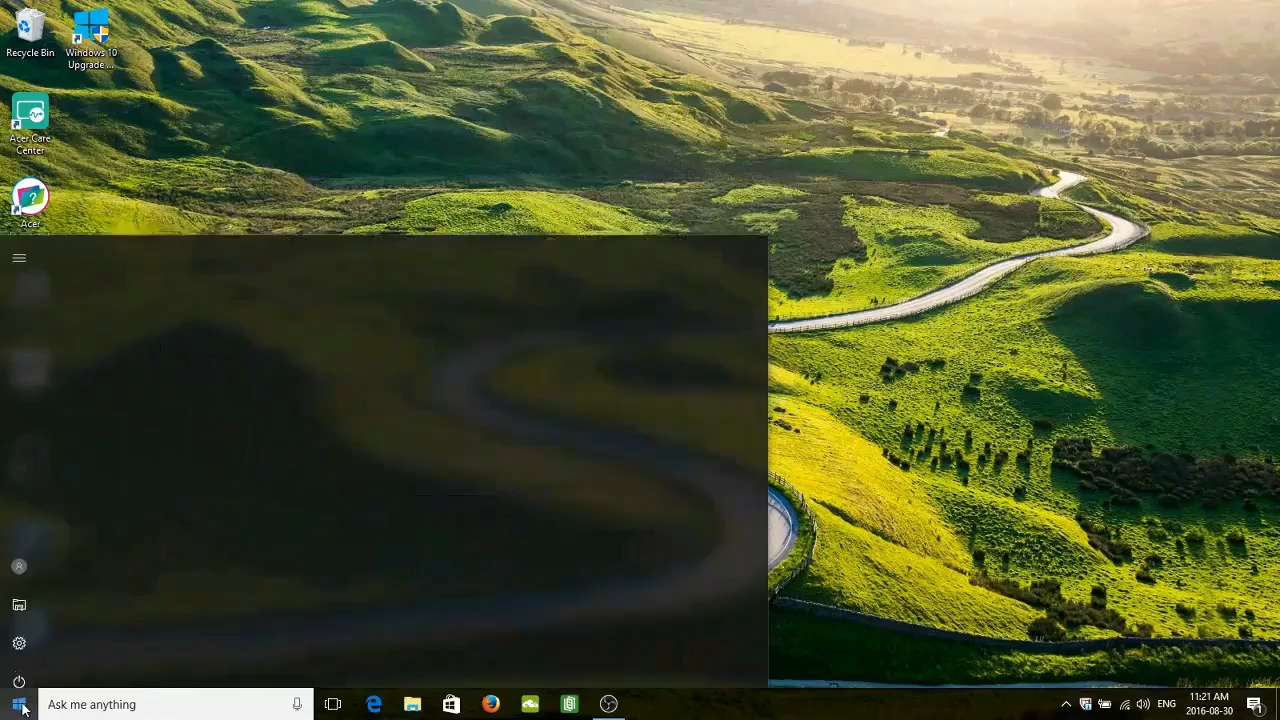 Recycle Bin
Windows 10
Upgrade ...
Acer Care
Center
?
Acer
Ask me anything
ENG
11:21 AM
2016-08-30
1